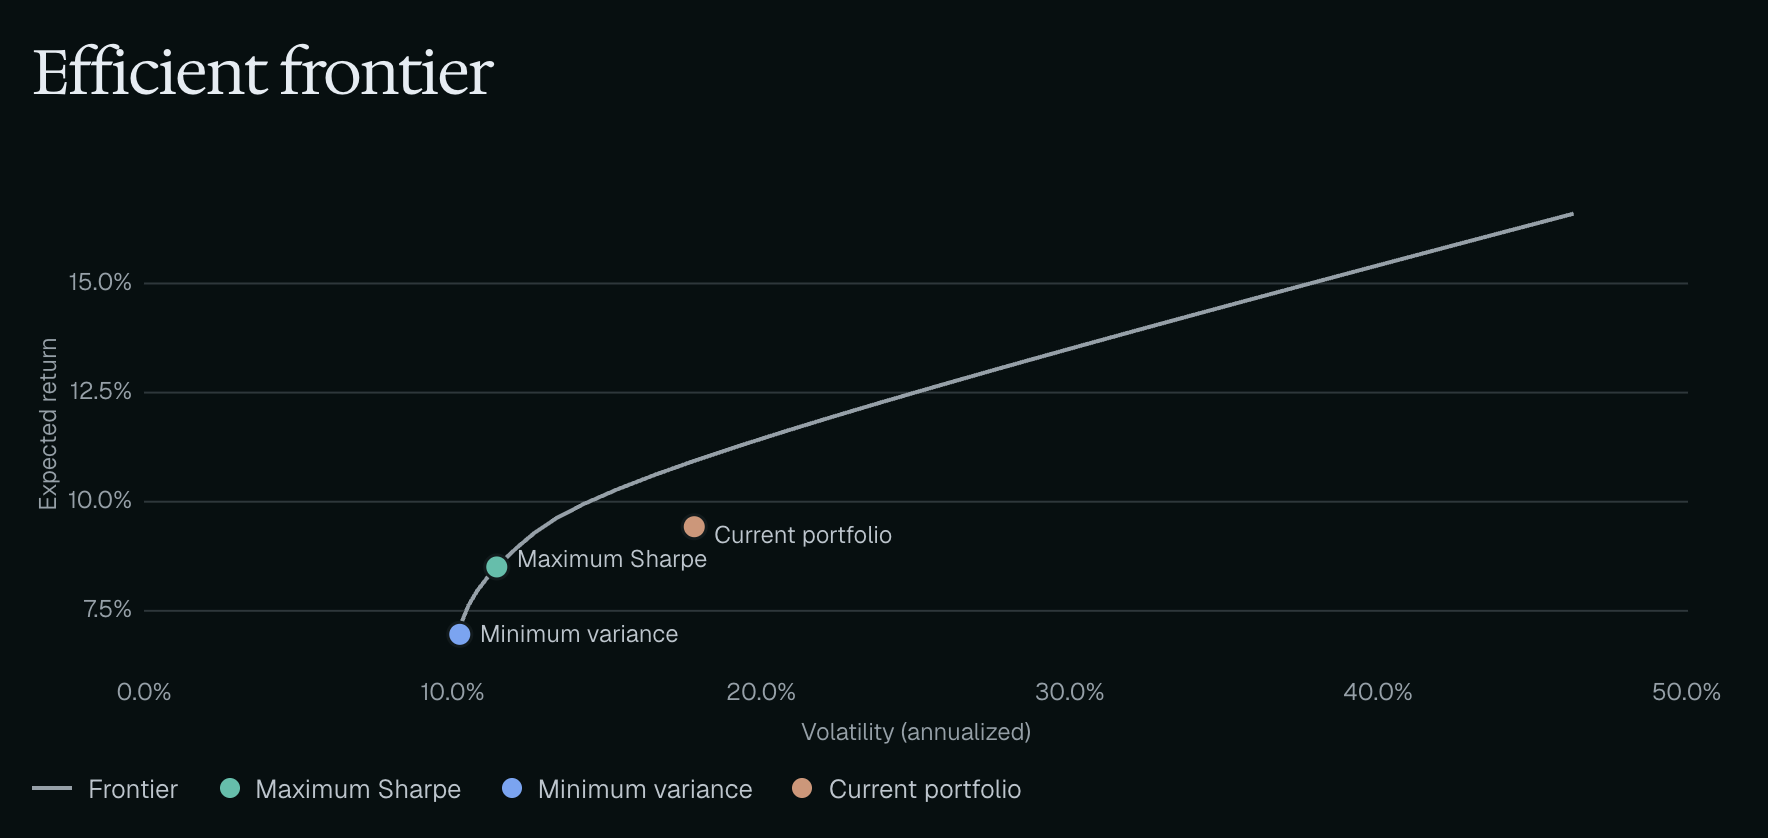 Efficient frontier
15.0%
12.5%
10.0%
7.5%
Expected return
Current portfolio
Maximum Sharpe
Minimum variance
0.0% 10.0% 20.0% 30.0% 40.0% 50.0%
Volatility (annualized)
Frontier Maximum Sharpe Minimum variance Current portfolio